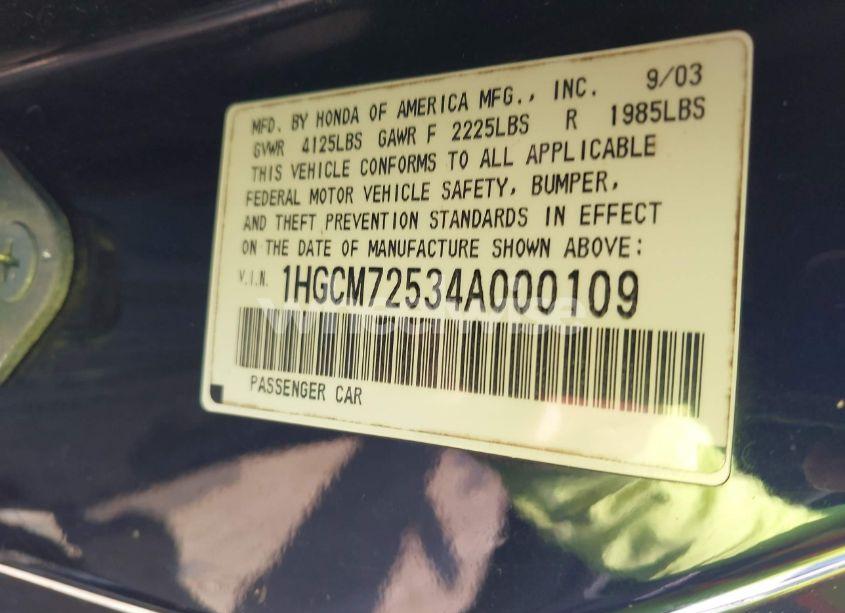 MFD. BY HONDA OF AMERICA MFG., INC. 9/03
GVWR 4125LBS GAWR F 2225LBS R 1985LBS
THIS VEHICLE CONFORMS TO ALL APPLICABLE
FEDERAL MOTOR VEHICLE SAFETY, BUMPER,
AND THEFT PREVENTION STANDARDS IN EFFECT
ON THE DATE OF MANUFACTURE SHOWN ABOVE:
V.I.N. 1HGCM72534A000109
PASSENGER CAR